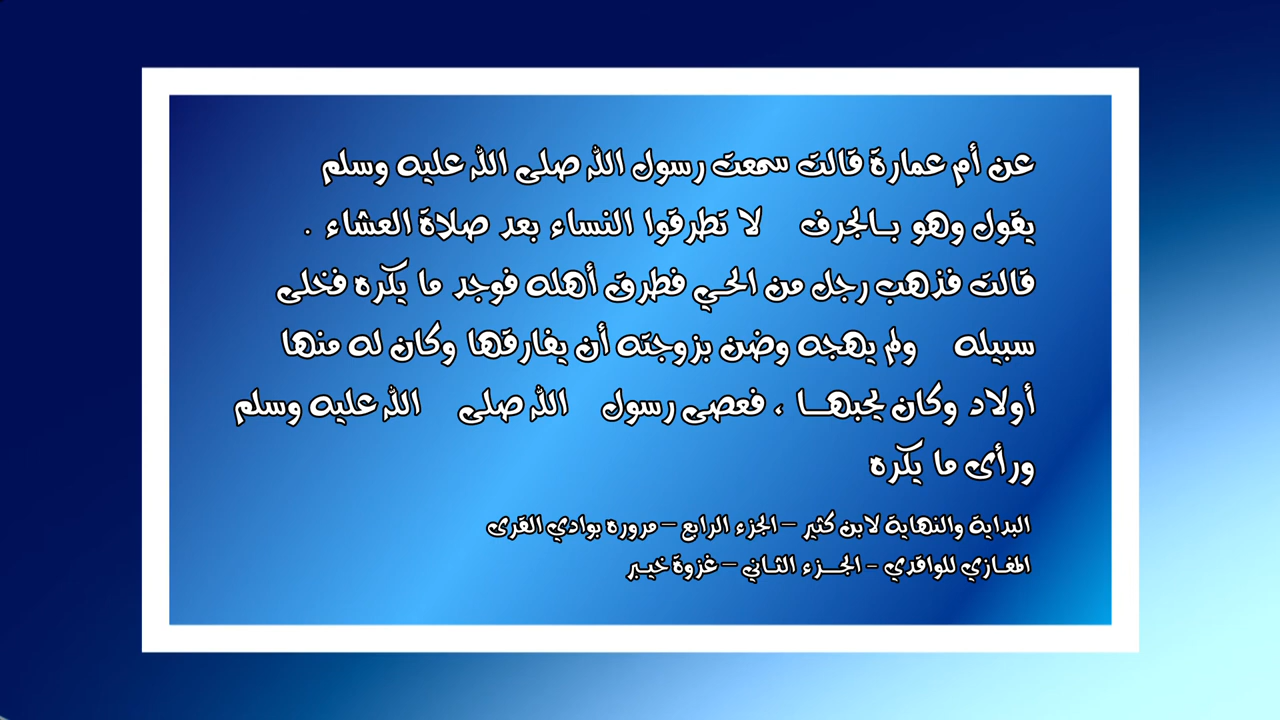 عن أم عمارة قالت سمعت رسول الله صلى الله عليه وسلم
يقول وهو بالجرف لا تطرقوا النساء بعد صلاة العشاء .
قالت فذهب رجل من الحي فطرق أهله فوجد ما يكره فخلى
سبيله ولم يهجه وضن بزوجته أن يفارقها وكان له منها
أولاد وكان يحبهـا ، فعصى رسول الله صلى الله عليه وسلم
ورأى ما يكره
البداية والنهاية لابن كثير – الجزء الرابع – مروره بوادي القرى
المغازي للواقدي - الجـزء الثاني – غزوة خيبر